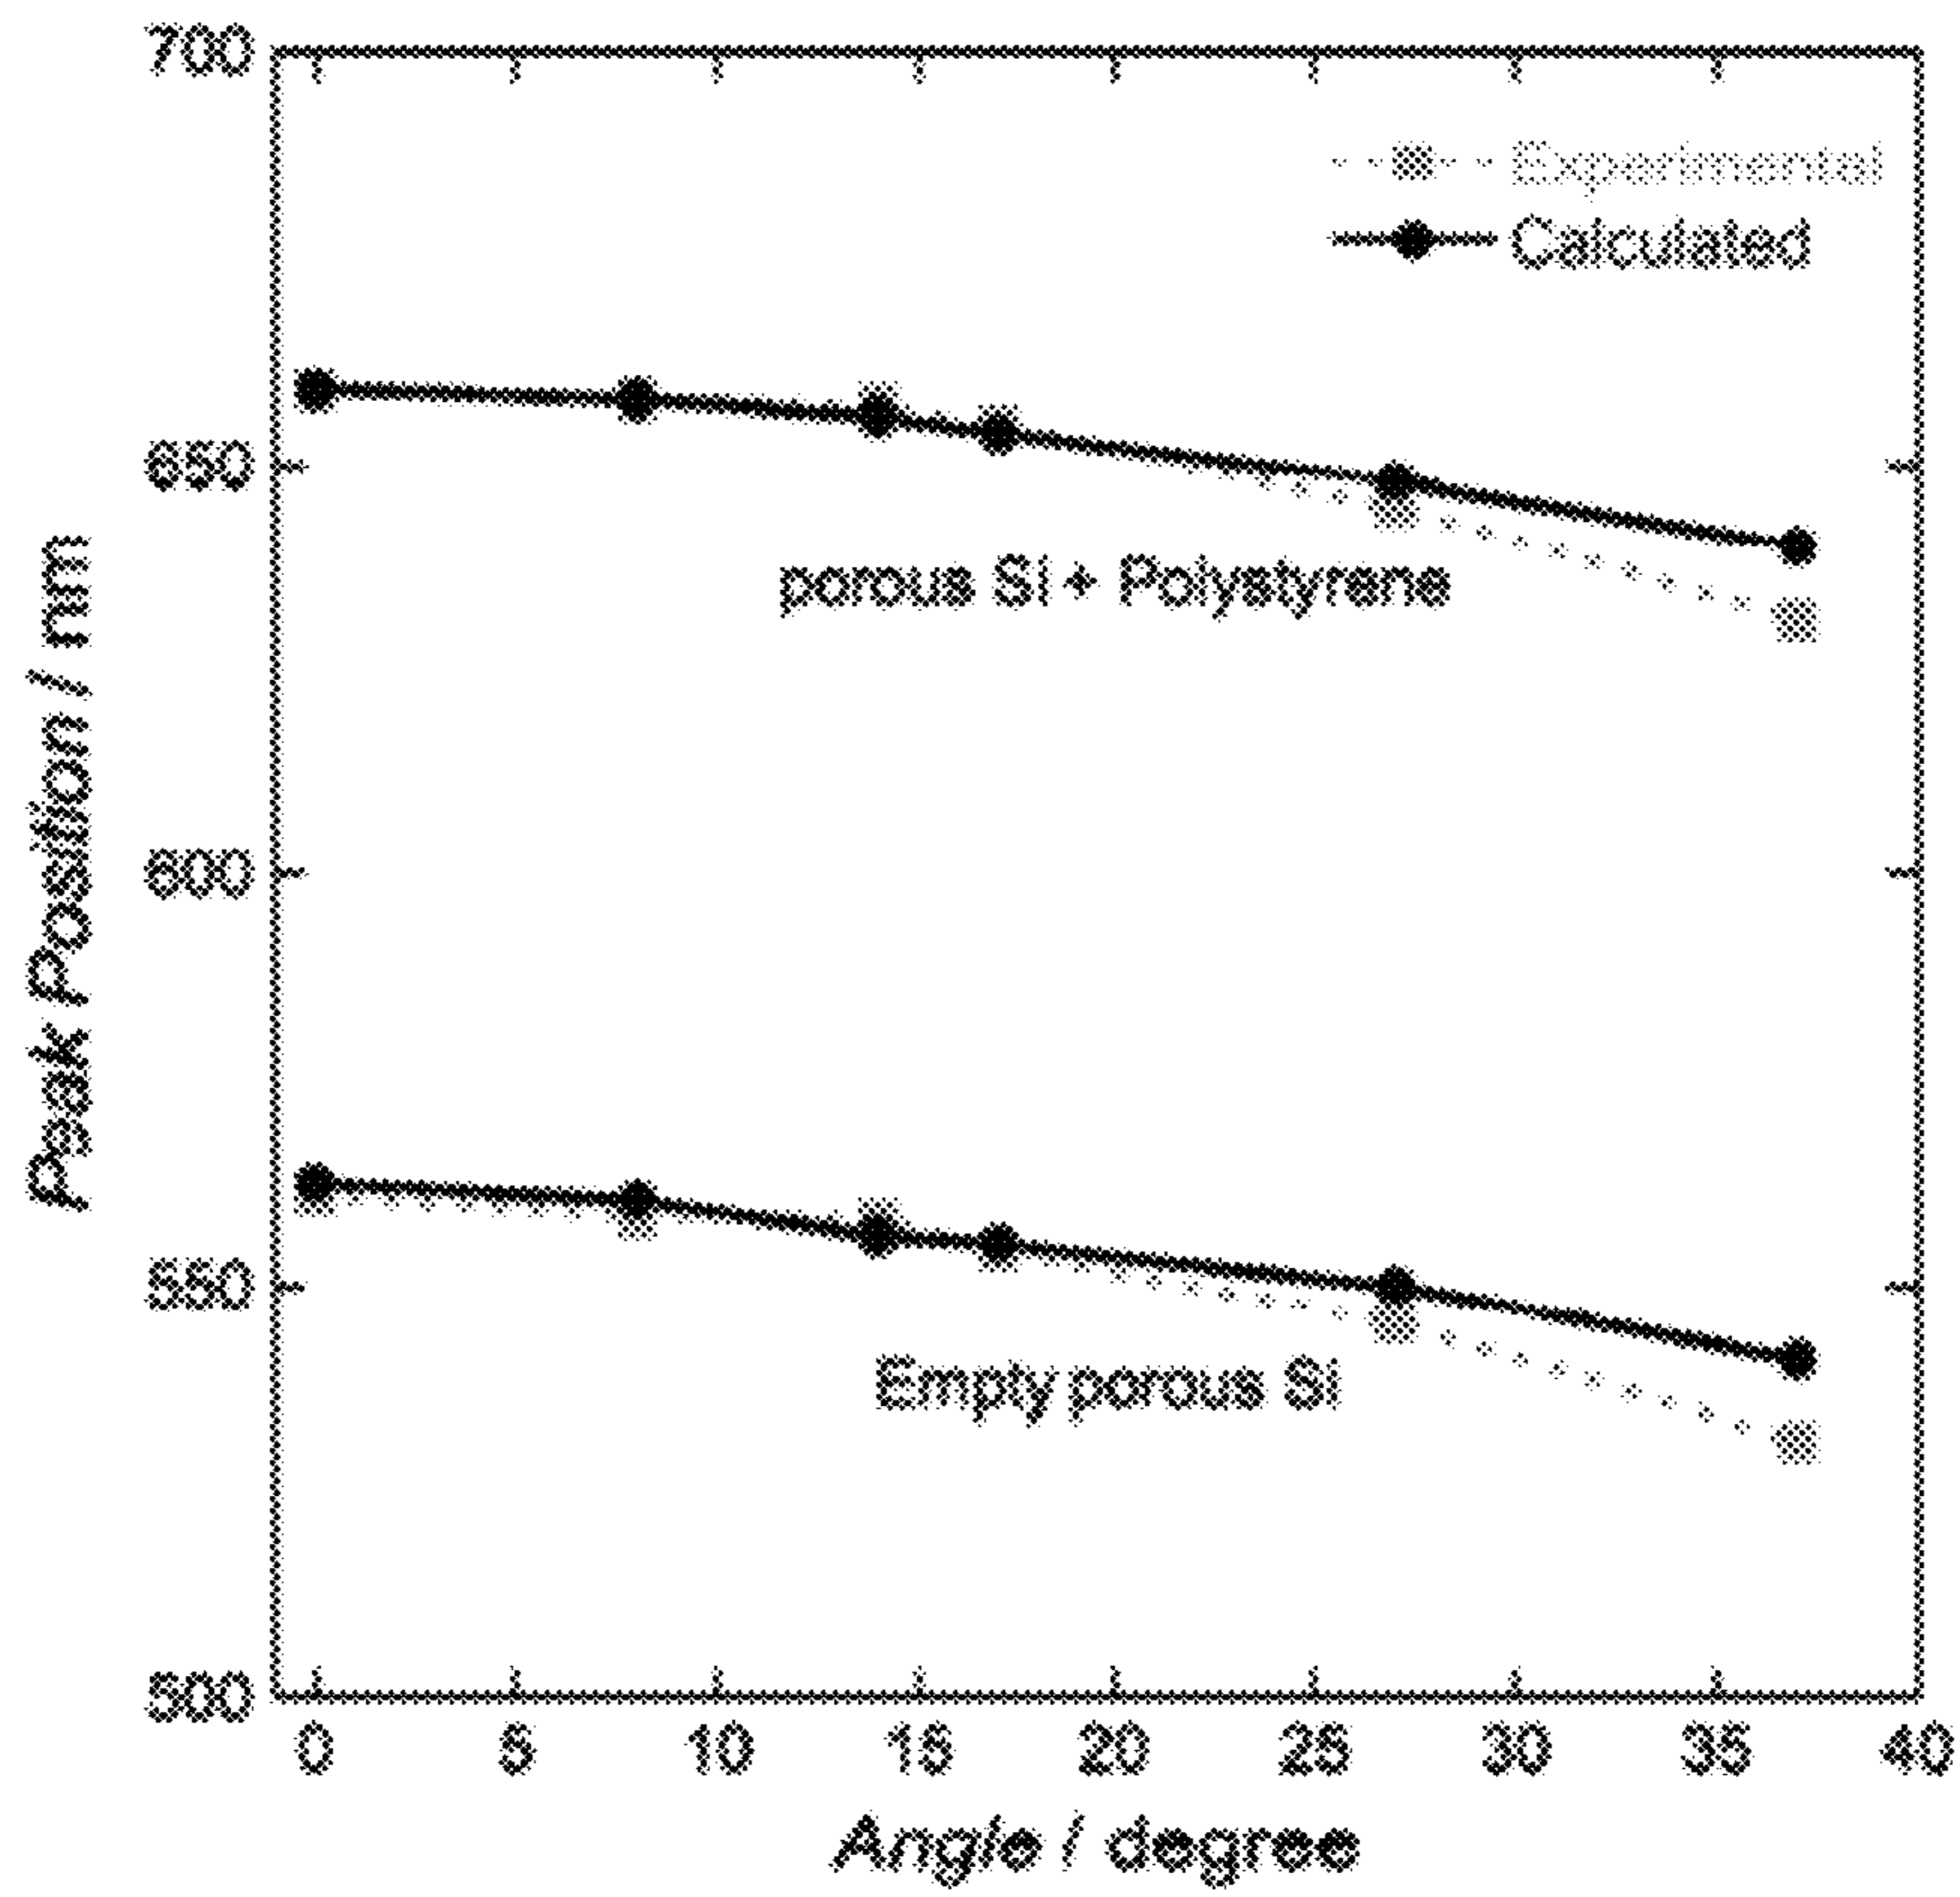 700
Experimental
Calculated
650
porous Si + Polystyrene
Peak Position / nm
600
550
Empty porous Si
500
0 5 10 15 20 25 30 35 40
Angle / degree